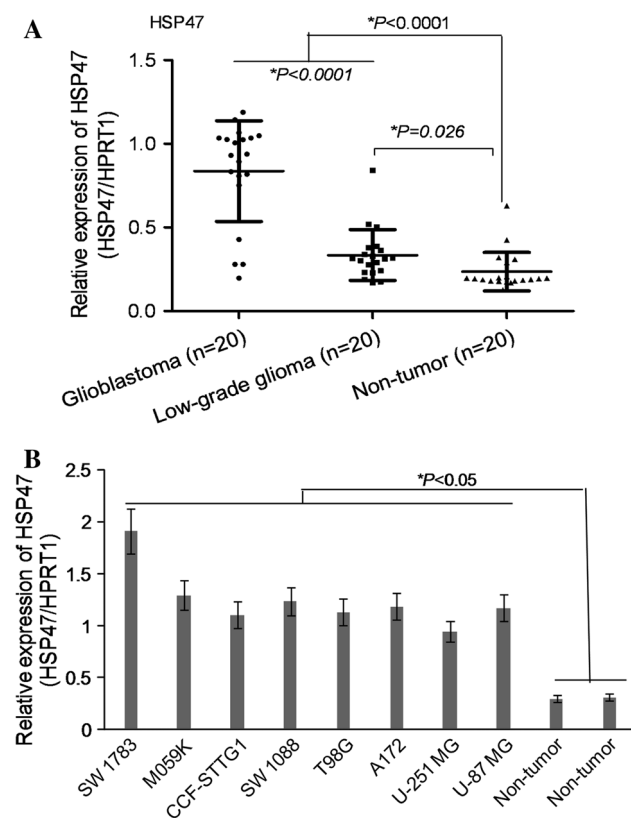 A
HSP47
*P<0.0001
*P<0.0001
*P=0.026
Relative expression of HSP47
(HSP47/HPRT1)
1.5
1.0
0.5
0.0
Glioblastoma (n=20)
Low-grade glioma (n=20)
Non-tumor (n=20)
B
*P<0.05
Relative expression of HSP47
(HSP47/HPRT1)
2.5
2
1.5
1
0.5
0
SW 1783
M059K
CCF-STTG1
SW 1088
T98G
A172
U-251 MG
U-87 MG
Non-tumor
Non-tumor